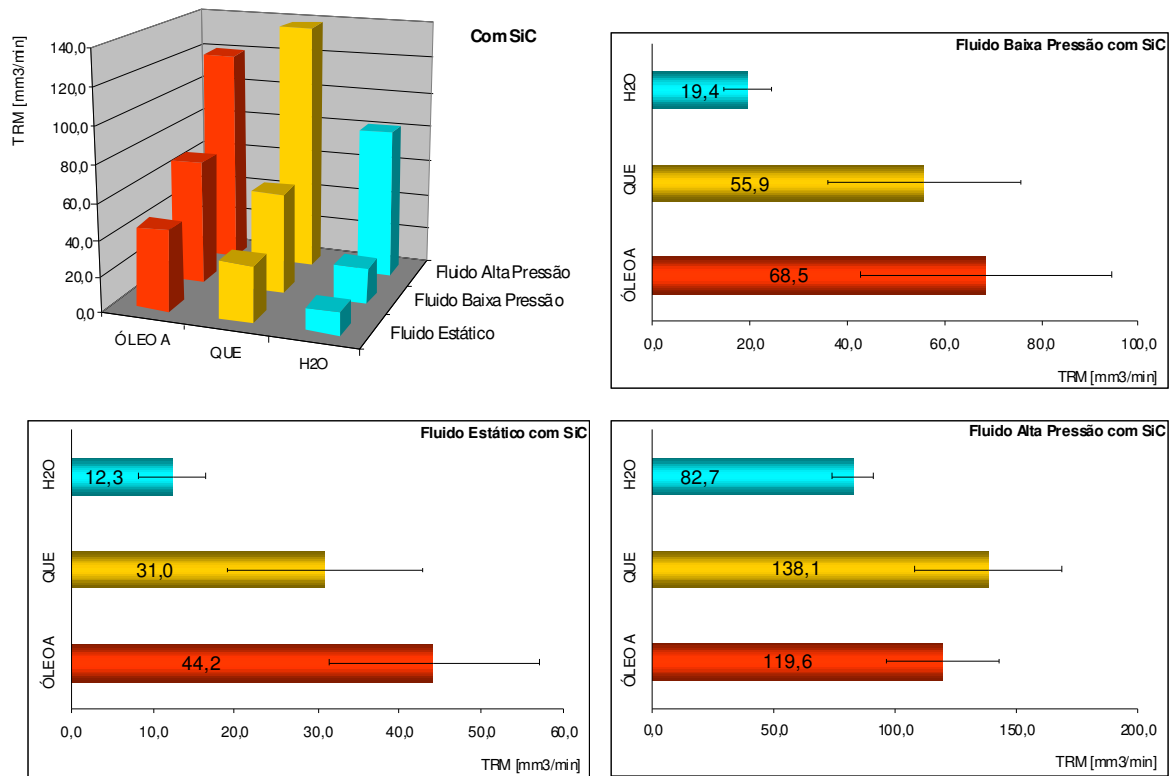 Com SiC
TRM [mm3/min]
140,0
120,0
100,0
80,0
60,0
40,0
20,0
0,0
ÓLEO A
QUE
H2O
Fluido Alta Pressão
Fluido Baixa Pressão
Fluido Estático
Fluido Baixa Pressão com SiC
H2O
19,4
QUE
55,9
ÓLEO A
68,5
0,0 20,0 40,0 60,0 80,0 100,0
TRM [mm3/min]
Fluido Estático com SiC
H2O
12,3
QUE
31,0
ÓLEO A
44,2
0,0 10,0 20,0 30,0 40,0 50,0 60,0
TRM [mm3/min]
Fluido Alta Pressão com SiC
H2O
82,7
QUE
138,1
ÓLEO A
119,6
0,0 50,0 100,0 150,0 200,0
TRM [mm3/min]